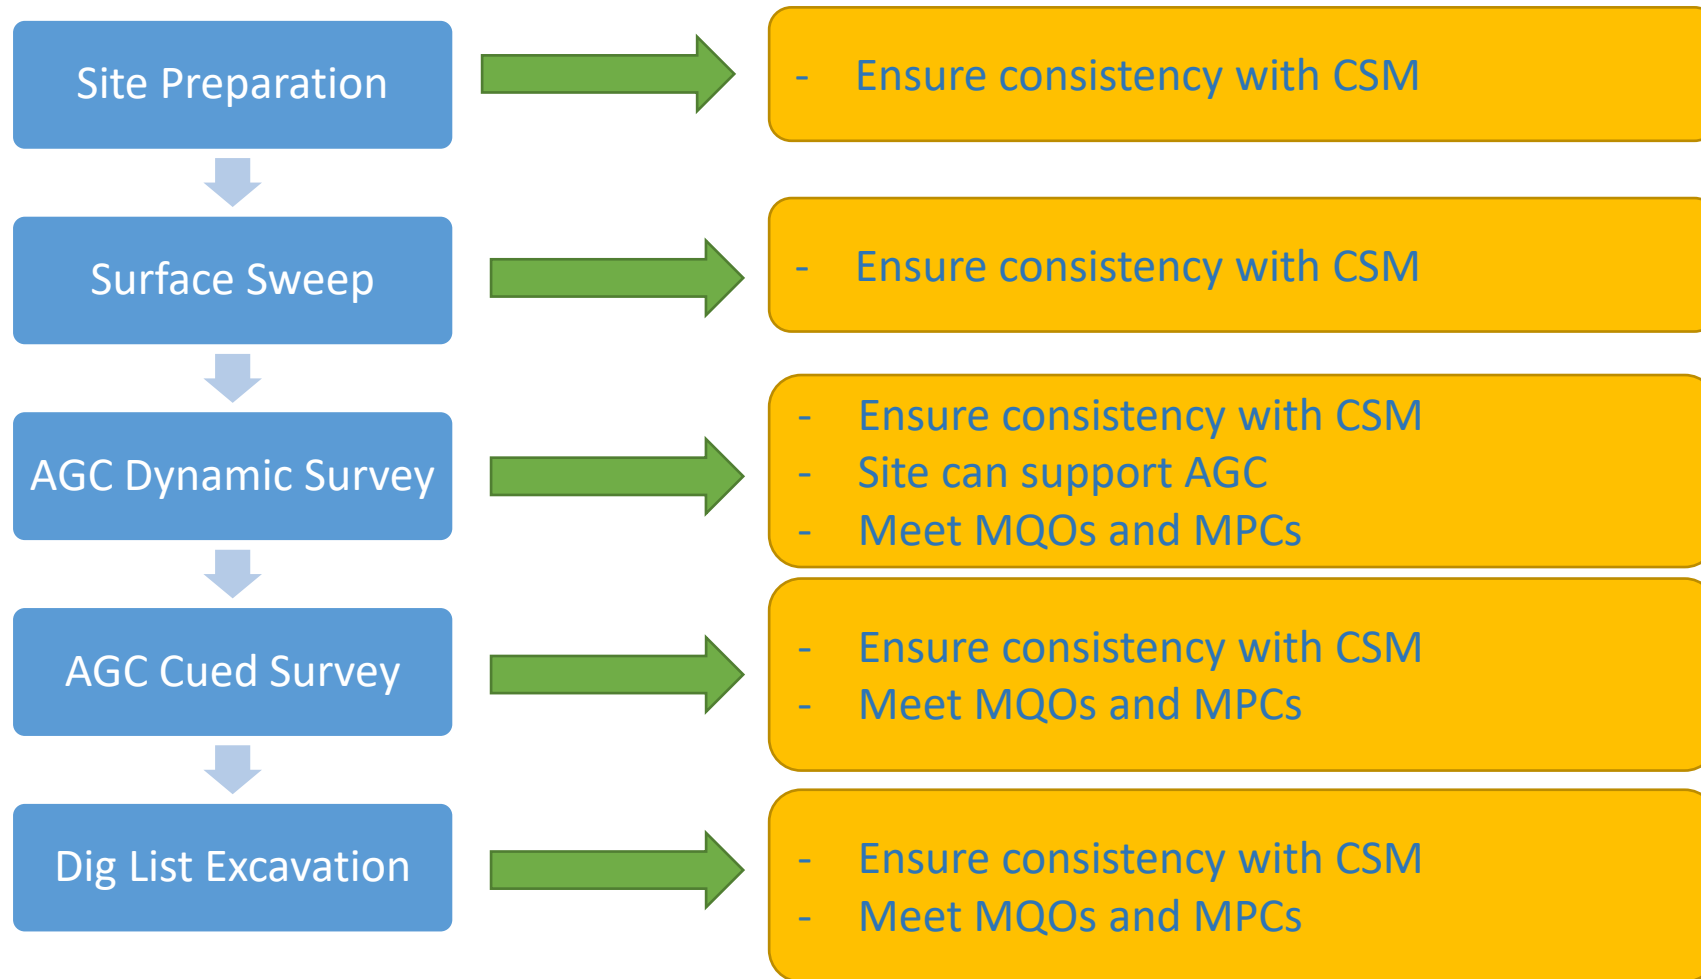 Site Preparation
- Ensure consistency with CSM
Surface Sweep
- Ensure consistency with CSM
AGC Dynamic Survey
- Ensure consistency with CSM
- Site can support AGC
- Meet MQOs and MPCs
AGC Cued Survey
- Ensure consistency with CSM
- Meet MQOs and MPCs
Dig List Excavation
- Ensure consistency with CSM
- Meet MQOs and MPCs